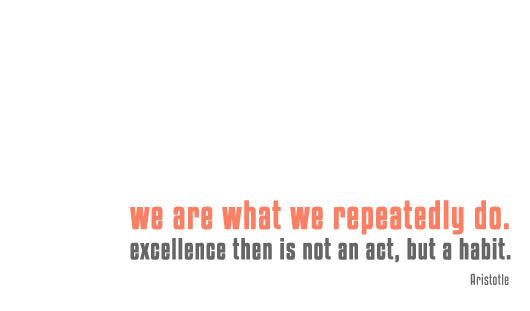 we are what we repeatedly do.
excellence then is not an act, but a habit.
Aristotle